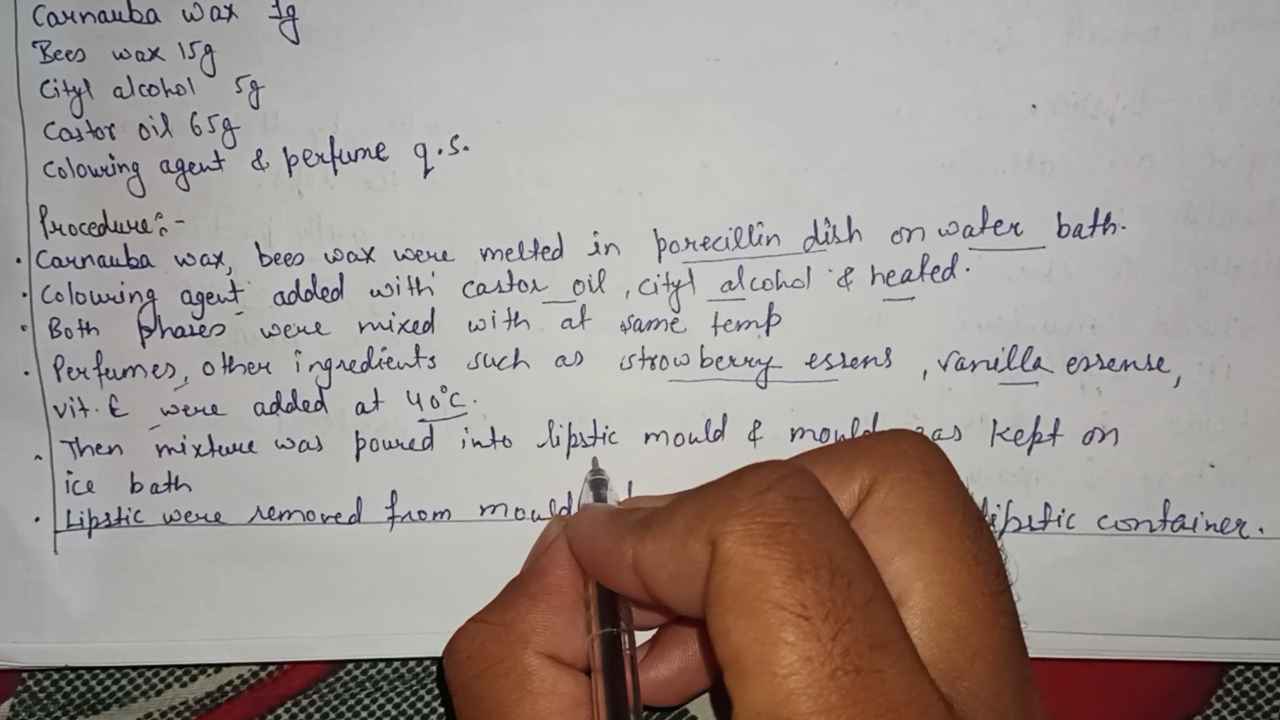 Carnauba wax 1g
Bees wax 15g
Cityl alcohol 5g
Castor oil 65g
Colouring agent & perfume q.s.
Procedure:-
• Carnauba wax, bees wax were melted in porecillin dish on water bath.
• Colouring agent added with castor oil, cityl alcohol & heated.
• Both phases were mixed with at same temp
• Perfumes, other ingredients such as strowberry essens, vanilla essense,
vit. E were added at 40°C.
• Then mixture was poured into lipstic mould & mould was kept on
ice bath
• Lipstic were removed from mould lipstic container.